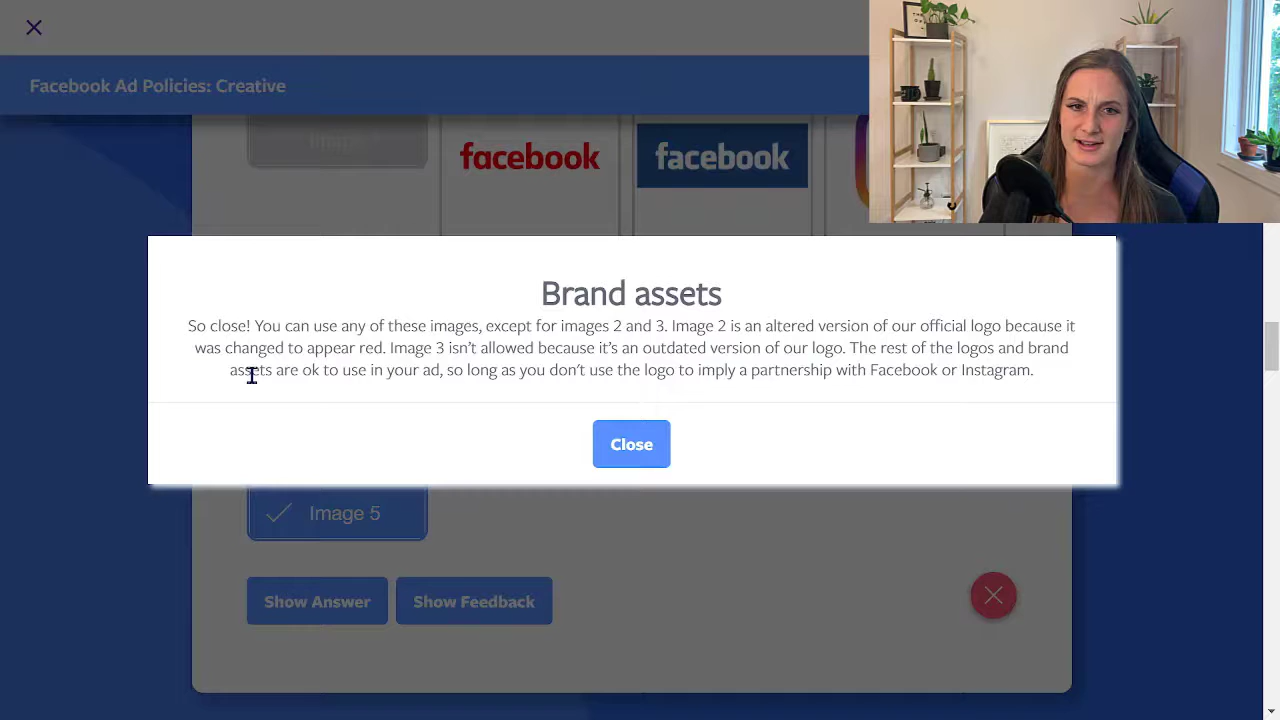 Facebook Ad Policies: Creative
Image
facebook
facebook
Brand assets
So close! You can use any of these images, except for images 2 and 3. Image 2 is an altered version of our official logo because it
was changed to appear red. Image 3 isn't allowed because it's an outdated version of our logo. The rest of the logos and brand
assets are ok to use in your ad, so long as you don't use the logo to imply a partnership with Facebook or Instagram.
Close
Image 5
Show Answer
Show Feedback